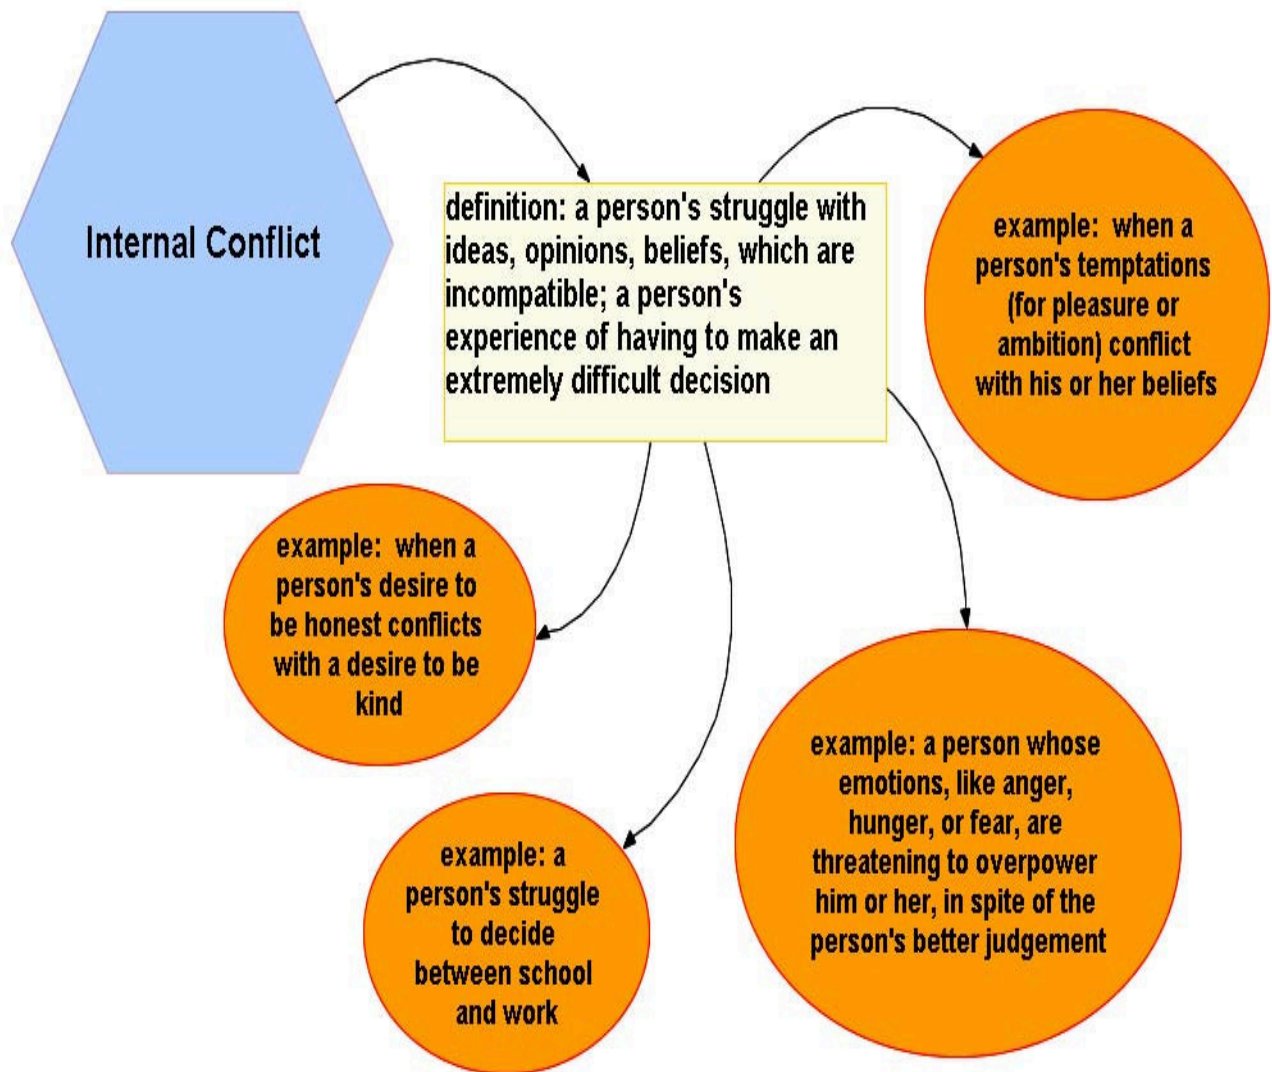 Internal Conflict
definition: a person's struggle with
ideas, opinions, beliefs, which are
incompatible; a person's
experience of having to make an
extremely difficult decision
example:  when a
person's temptations
(for pleasure or
ambition) conflict
with his or her beliefs
example:  when a
person's desire to
be honest conflicts
with a desire to be
kind
example: a
person's struggle
to decide
between school
and work
example: a person whose
emotions, like anger,
hunger, or fear, are
threatening to overpower
him or her, in spite of the
person's better judgement